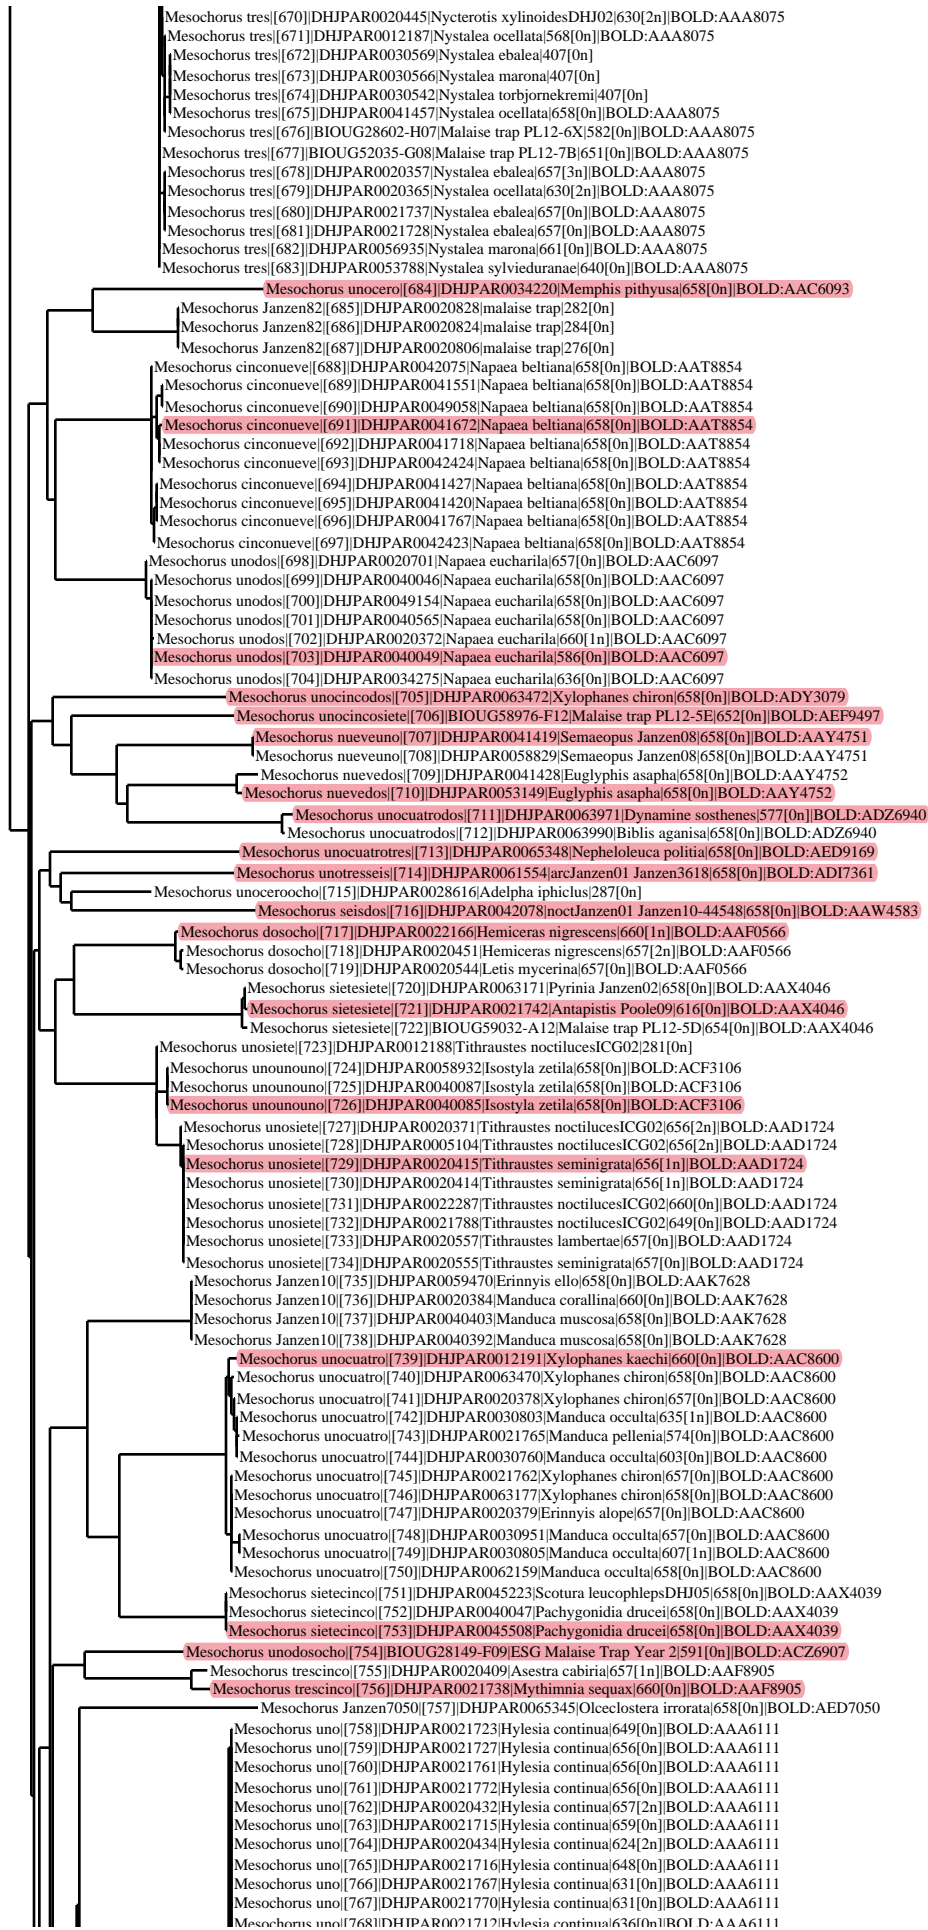 Mesochorus tres|[670]|DHJPAR0020445|Nycterotis xylinoidesDHJ02|630[2n]|BOLD:AAA8075
Mesochorus tres|[671]|DHJPAR0012187|Nystalea ocellata|568[0n]|BOLD:AAA8075
Mesochorus tres|[672]|DHJPAR0030569|Nystalea ebalea|407[0n]
Mesochorus tres|[673]|DHJPAR0030566|Nystalea marona|407[0n]
Mesochorus tres|[674]|DHJPAR0030542|Nystalea torbjornekremi|407[0n]
Mesochorus tres|[675]|DHJPAR0041457|Nystalea ocellata|658[0n]|BOLD:AAA8075
Mesochorus tres|[676]|BIOUG28602-H07|Malaise trap PL12-6X|582[0n]|BOLD:AAA8075
Mesochorus tres|[677]|BIOUG52035-G08|Malaise trap PL12-7B|651[0n]|BOLD:AAA8075
Mesochorus tres|[678]|DHJPAR0020357|Nystalea ebalea|657[3n]|BOLD:AAA8075
Mesochorus tres|[679]|DHJPAR0020365|Nystalea ocellata|630[2n]|BOLD:AAA8075
Mesochorus tres|[680]|DHJPAR0021737|Nystalea ebalea|657[0n]|BOLD:AAA8075
Mesochorus tres|[681]|DHJPAR0021728|Nystalea ebalea|657[0n]|BOLD:AAA8075
Mesochorus tres|[682]|DHJPAR0056935|Nystalea marona|661[0n]|BOLD:AAA8075
Mesochorus tres|[683]|DHJPAR0053788|Nystalea sylvieduranae|640[0n]|BOLD:AAA8075
Mesochorus unocero|[684]|DHJPAR0034220|Memphis pithyusa|658[0n]|BOLD:AAC6093
Mesochorus Janzen82|[685]|DHJPAR0020828|malaise trap|282[0n]
Mesochorus Janzen82|[686]|DHJPAR0020824|malaise trap|284[0n]
Mesochorus Janzen82|[687]|DHJPAR0020806|malaise trap|276[0n]
Mesochorus cinconueve|[688]|DHJPAR0042075|Napaea beltiana|658[0n]|BOLD:AAT8854
Mesochorus cinconueve|[689]|DHJPAR0041551|Napaea beltiana|658[0n]|BOLD:AAT8854
Mesochorus cinconueve|[690]|DHJPAR0049058|Napaea beltiana|658[0n]|BOLD:AAT8854
Mesochorus cinconueve|[691]|DHJPAR0041672|Napaea beltiana|658[0n]|BOLD:AAT8854
Mesochorus cinconueve|[692]|DHJPAR0041718|Napaea beltiana|658[0n]|BOLD:AAT8854
Mesochorus cinconueve|[693]|DHJPAR0042424|Napaea beltiana|658[0n]|BOLD:AAT8854
Mesochorus cinconueve|[694]|DHJPAR0041427|Napaea beltiana|658[0n]|BOLD:AAT8854
Mesochorus cinconueve|[695]|DHJPAR0041420|Napaea beltiana|658[0n]|BOLD:AAT8854
Mesochorus cinconueve|[696]|DHJPAR0041767|Napaea beltiana|658[0n]|BOLD:AAT8854
Mesochorus cinconueve|[697]|DHJPAR0042423|Napaea beltiana|658[0n]|BOLD:AAT8854
Mesochorus unodos|[698]|DHJPAR0020701|Napaea eucharila|657[0n]|BOLD:AAC6097
Mesochorus unodos|[699]|DHJPAR0040046|Napaea eucharila|658[0n]|BOLD:AAC6097
Mesochorus unodos|[700]|DHJPAR0049154|Napaea eucharila|658[0n]|BOLD:AAC6097
Mesochorus unodos|[701]|DHJPAR0040565|Napaea eucharila|658[0n]|BOLD:AAC6097
Mesochorus unodos|[702]|DHJPAR0020372|Napaea eucharila|660[1n]|BOLD:AAC6097
Mesochorus unodos|[703]|DHJPAR0040049|Napaea eucharila|586[0n]|BOLD:AAC6097
Mesochorus unodos|[704]|DHJPAR0034275|Napaea eucharila|636[0n]|BOLD:AAC6097
Mesochorus unocincodos|[705]|DHJPAR0063472|Xylophanes chiron|658[0n]|BOLD:ADY3079
Mesochorus unocincosiete|[706]|BIOUG58976-F12|Malaise trap PL12-5E|652[0n]|BOLD:AEF9497
Mesochorus nueveuno|[707]|DHJPAR0041419|Semaeopus Janzen08|658[0n]|BOLD:AAY4751
Mesochorus nueveuno|[708]|DHJPAR0058829|Semaeopus Janzen08|658[0n]|BOLD:AAY4751
Mesochorus nuevedos|[709]|DHJPAR0041428|Euglyphis asapha|658[0n]|BOLD:AAY4752
Mesochorus nuevedos|[710]|DHJPAR0053149|Euglyphis asapha|658[0n]|BOLD:AAY4752
Mesochorus unocuatrodos|[711]|DHJPAR0063971|Dynamine sosthenes|577[0n]|BOLD:ADZ6940
Mesochorus unocuatrodos|[712]|DHJPAR0063990|Biblis aganisa|658[0n]|BOLD:ADZ6940
Mesochorus unocuatrotres|[713]|DHJPAR0065348|Nepheloleuca politia|658[0n]|BOLD:AED9169
Mesochorus unotresseis|[714]|DHJPAR0061554|arcJanzen01 Janzen3618|658[0n]|BOLD:ADI7361
Mesochorus unoceroocho|[715]|DHJPAR0028616|Adelpha iphiclus|287[0n]
Mesochorus seisdos|[716]|DHJPAR0042078|noctJanzen01 Janzen10-44548|658[0n]|BOLD:AAW4583
Mesochorus dosocho|[717]|DHJPAR0022166|Hemiceras nigrescens|660[1n]|BOLD:AAF0566
Mesochorus dosocho|[718]|DHJPAR0020451|Hemiceras nigrescens|657[2n]|BOLD:AAF0566
Mesochorus dosocho|[719]|DHJPAR0020544|Letis mycerina|657[0n]|BOLD:AAF0566
Mesochorus sietesiete|[720]|DHJPAR0063171|Pyrinia Janzen02|658[0n]|BOLD:AAX4046
Mesochorus sietesiete|[721]|DHJPAR0021742|Antapistis Poole09|616[0n]|BOLD:AAX4046
Mesochorus sietesiete|[722]|BIOUG59032-A12|Malaise trap PL12-5D|654[0n]|BOLD:AAX4046
Mesochorus unosiete|[723]|DHJPAR0012188|Tithraustes noctilucesICG02|281[0n]
Mesochorus unounouno|[724]|DHJPAR0058932|Isostyla zetila|658[0n]|BOLD:ACF3106
Mesochorus unounouno|[725]|DHJPAR0040087|Isostyla zetila|658[0n]|BOLD:ACF3106
Mesochorus unounouno|[726]|DHJPAR0040085|Isostyla zetila|658[0n]|BOLD:ACF3106
Mesochorus unosiete|[727]|DHJPAR0020371|Tithraustes noctilucesICG02|656[2n]|BOLD:AAD1724
Mesochorus unosiete|[728]|DHJPAR0005104|Tithraustes noctilucesICG02|656[2n]|BOLD:AAD1724
Mesochorus unosiete|[729]|DHJPAR0020415|Tithraustes seminigrata|656[1n]|BOLD:AAD1724
Mesochorus unosiete|[730]|DHJPAR0020414|Tithraustes seminigrata|656[1n]|BOLD:AAD1724
Mesochorus unosiete|[731]|DHJPAR0022287|Tithraustes noctilucesICG02|660[0n]|BOLD:AAD1724
Mesochorus unosiete|[732]|DHJPAR0021788|Tithraustes noctilucesICG02|649[0n]|BOLD:AAD1724
Mesochorus unosiete|[733]|DHJPAR0020557|Tithraustes lambertae|657[0n]|BOLD:AAD1724
Mesochorus unosiete|[734]|DHJPAR0020555|Tithraustes seminigrata|657[0n]|BOLD:AAD1724
Mesochorus Janzen10|[735]|DHJPAR0059470|Erinnyis ello|658[0n]|BOLD:AAK7628
Mesochorus Janzen10|[736]|DHJPAR0020384|Manduca corallina|660[0n]|BOLD:AAK7628
Mesochorus Janzen10|[737]|DHJPAR0040403|Manduca muscosa|658[0n]|BOLD:AAK7628
Mesochorus Janzen10|[738]|DHJPAR0040392|Manduca muscosa|658[0n]|BOLD:AAK7628
Mesochorus unocuatro|[739]|DHJPAR0012191|Xylophanes kaechi|660[0n]|BOLD:AAC8600
Mesochorus unocuatro|[740]|DHJPAR0063470|Xylophanes chiron|658[0n]|BOLD:AAC8600
Mesochorus unocuatro|[741]|DHJPAR0020378|Xylophanes chiron|657[0n]|BOLD:AAC8600
Mesochorus unocuatro|[742]|DHJPAR0030803|Manduca occulta|635[1n]|BOLD:AAC8600
Mesochorus unocuatro|[743]|DHJPAR0021765|Manduca pellenia|574[0n]|BOLD:AAC8600
Mesochorus unocuatro|[744]|DHJPAR0030760|Manduca occulta|603[0n]|BOLD:AAC8600
Mesochorus unocuatro|[745]|DHJPAR0021762|Xylophanes chiron|657[0n]|BOLD:AAC8600
Mesochorus unocuatro|[746]|DHJPAR0063177|Xylophanes chiron|658[0n]|BOLD:AAC8600
Mesochorus unocuatro|[747]|DHJPAR0020379|Erinnyis alope|657[0n]|BOLD:AAC8600
Mesochorus unocuatro|[748]|DHJPAR0030951|Manduca occulta|657[0n]|BOLD:AAC8600
Mesochorus unocuatro|[749]|DHJPAR0030805|Manduca occulta|607[1n]|BOLD:AAC8600
Mesochorus unocuatro|[750]|DHJPAR0062159|Manduca occulta|658[0n]|BOLD:AAC8600
Mesochorus sietecinco|[751]|DHJPAR0045223|Scotura leucophlepsDHJ05|658[0n]|BOLD:AAX4039
Mesochorus sietecinco|[752]|DHJPAR0040047|Pachygonidia drucei|658[0n]|BOLD:AAX4039
Mesochorus sietecinco|[753]|DHJPAR0045508|Pachygonidia drucei|658[0n]|BOLD:AAX4039
Mesochorus unodosocho|[754]|BIOUG28149-F09|ESG Malaise Trap Year 2|591[0n]|BOLD:ACZ6907
Mesochorus trescinco|[755]|DHJPAR0020409|Asestra cabiria|657[1n]|BOLD:AAF8905
Mesochorus trescinco|[756]|DHJPAR0021738|Mythimnia sequax|660[0n]|BOLD:AAF8905
Mesochorus Janzen7050|[757]|DHJPAR0065345|Olceclostera irrorata|658[0n]|BOLD:AED7050
Mesochorus uno|[758]|DHJPAR0021723|Hylesia continua|649[0n]|BOLD:AAA6111
Mesochorus uno|[759]|DHJPAR0021727|Hylesia continua|656[0n]|BOLD:AAA6111
Mesochorus uno|[760]|DHJPAR0021761|Hylesia continua|656[0n]|BOLD:AAA6111
Mesochorus uno|[761]|DHJPAR0021772|Hylesia continua|656[0n]|BOLD:AAA6111
Mesochorus uno|[762]|DHJPAR0020432|Hylesia continua|657[2n]|BOLD:AAA6111
Mesochorus uno|[763]|DHJPAR0021715|Hylesia continua|659[0n]|BOLD:AAA6111
Mesochorus uno|[764]|DHJPAR0020434|Hylesia continua|624[2n]|BOLD:AAA6111
Mesochorus uno|[765]|DHJPAR0021716|Hylesia continua|648[0n]|BOLD:AAA6111
Mesochorus uno|[766]|DHJPAR0021767|Hylesia continua|631[0n]|BOLD:AAA6111
Mesochorus uno|[767]|DHJPAR0021770|Hylesia continua|631[0n]|BOLD:AAA6111
Mesochorus uno|[768]|DHJPAR0021712|Hylesia continua|636[0n]|BOLD:AAA6111